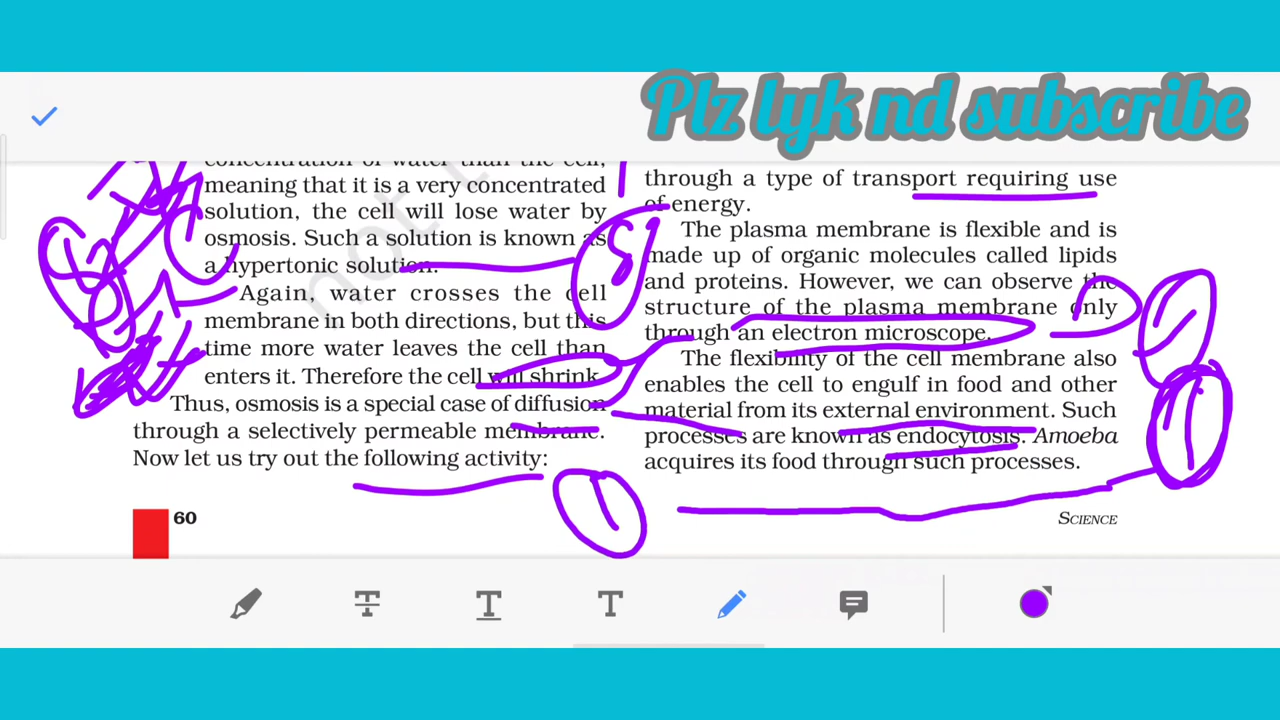 Plz lyk nd subscribe
concentration of water than the cell,
meaning that it is a very concentrated
solution, the cell will lose water by
osmosis. Such a solution is known as
a hypertonic solution.
Again, water crosses the cell
membrane in both directions, but this
time more water leaves the cell than
enters it. Therefore the cell will shrink.
Thus, osmosis is a special case of diffusion
through a selectively permeable membrane.
Now let us try out the following activity:
through a type of transport requiring use
of energy.
The plasma membrane is flexible and is
made up of organic molecules called lipids
and proteins. However, we can observe the
structure of the plasma membrane only
through an electron microscope.
The flexibility of the cell membrane also
enables the cell to engulf in food and other
material from its external environment. Such
processes are known as endocytosis. Amoeba
acquires its food through such processes.
60
SCIENCE
not